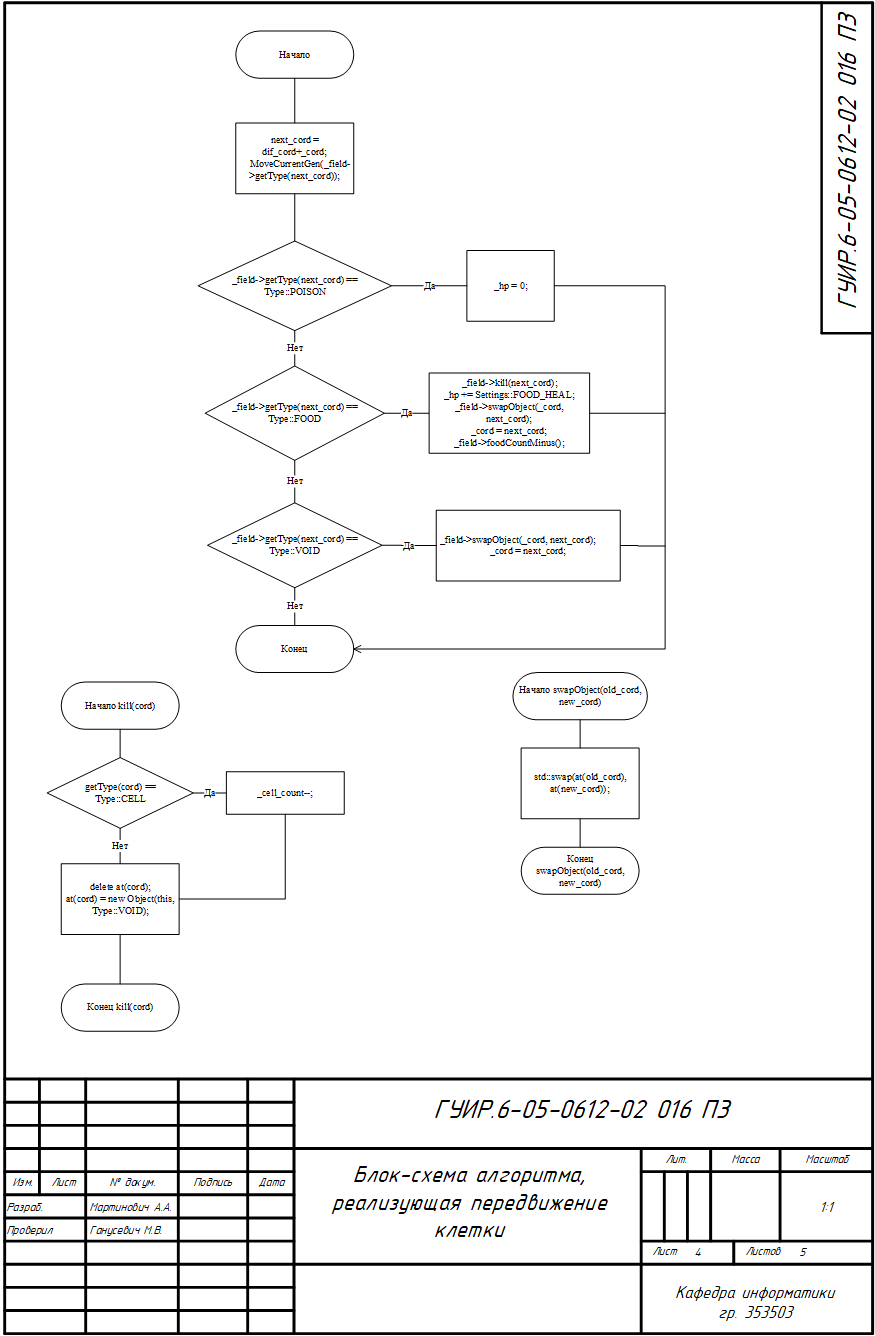 ГУИР.6-05-0612-02 016 ПЗ
Начало
next_cord =
dif_cord+_cord;
MoveCurrentGen(_field-
>getType(next_cord));
_field->getType(next_cord) ==
Type::POISON
Да
_hp = 0;
Нет
_field->getType(next_cord) ==
Type::FOOD
Да
_field->kill(next_cord);
_hp += Settings::FOOD_HEAL;
_field->swapObject(_cord,
next_cord);
_cord = next_cord;
_field->foodCountMinus();
Нет
_field->getType(next_cord) ==
Type::VOID
Да
_field->swapObject(_cord, next_cord);
_cord = next_cord;
Нет
Конец
Начало kill(cord)
getType(cord) ==
Type::CELL
Да
_cell_count--;
Нет
delete at(cord);
at(cord) = new Object(this,
Type::VOID);
Конец kill(cord)
Начало swapObject(old_cord,
new_cord)
std::swap(at(old_cord),
at(new_cord));
Конец
swapObject(old_cord,
new_cord)
ГУИР.6-05-0612-02 016 ПЗ
Изм. Лист № докум. Подпись Дата
Разраб. Мартинович А.А.
Проверил Ганусевич М.В.
Блок-схема алгоритма,
реализующая передвижение
клетки
Лит. Масса Масштаб
1:1
Лист 4 Листов 5
Кафедра информатики
гр. 353503